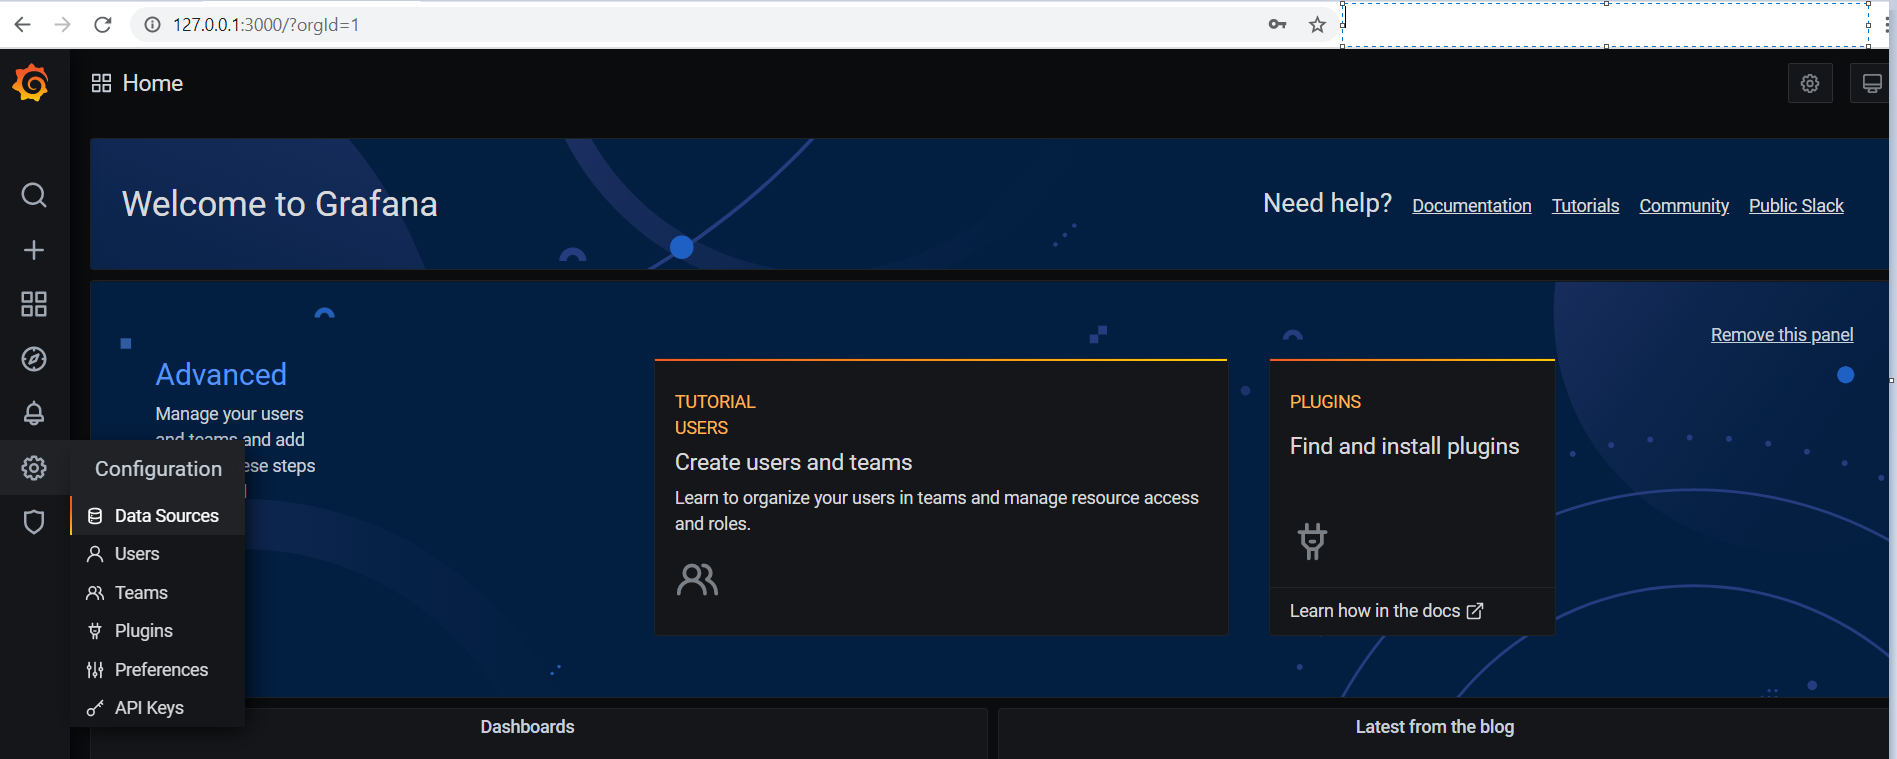 127.0.0.1:3000/?orgId=1
Home
Welcome to Grafana
Need help? Documentation Tutorials Community Public Slack
Remove this panel
Advanced
Manage your users
and teams and add
ese steps
TUTORIAL
USERS
Create users and teams
Learn to organize your users in teams and manage resource access
and roles.
PLUGINS
Find and install plugins
Learn how in the docs
Configuration
Data Sources
Users
Teams
Plugins
Preferences
API Keys
Dashboards
Latest from the blog